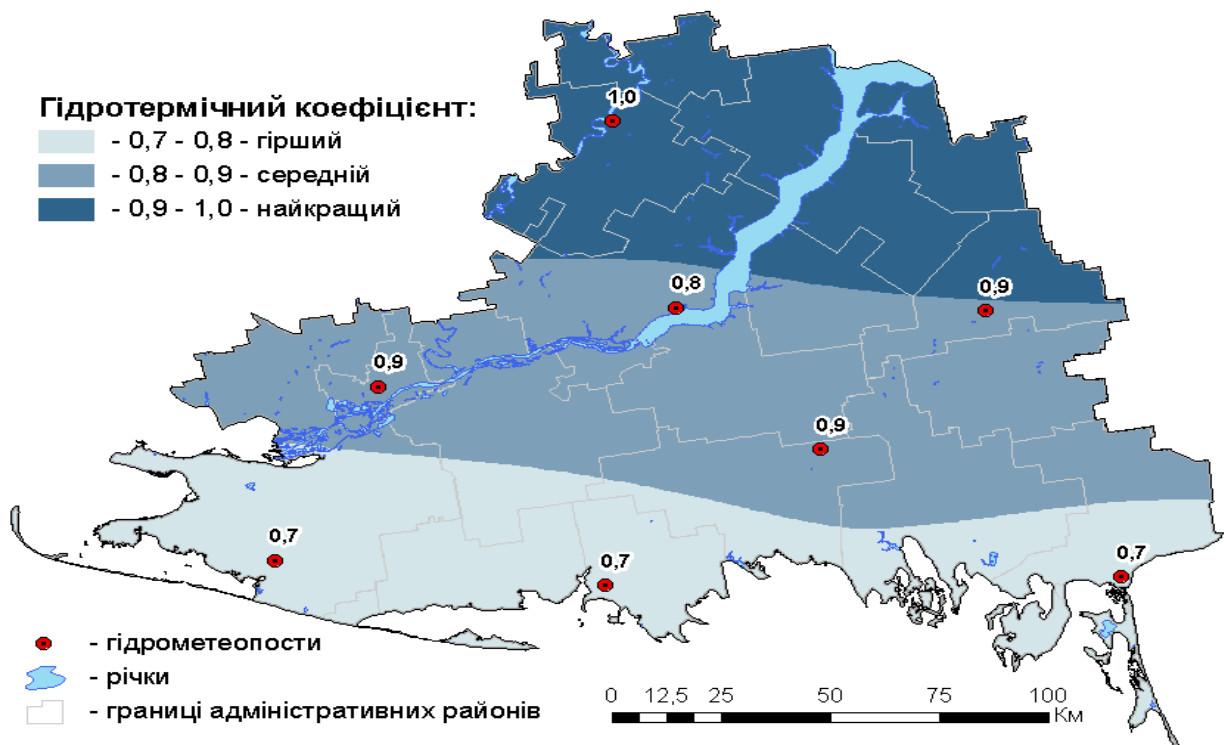 Гідротермічний коефіцієнт:
- 0,7 - 0,8 - гірший
- 0,8 - 0,9 - середній
- 0,9 - 1,0 - найкращий
1,0
0,8
0,9
0,9
0,9
0,7
0,7
0,7
- гідрометеопости
- річки
- границі адміністративних районів
0 12,5 25 50 75 100
Км